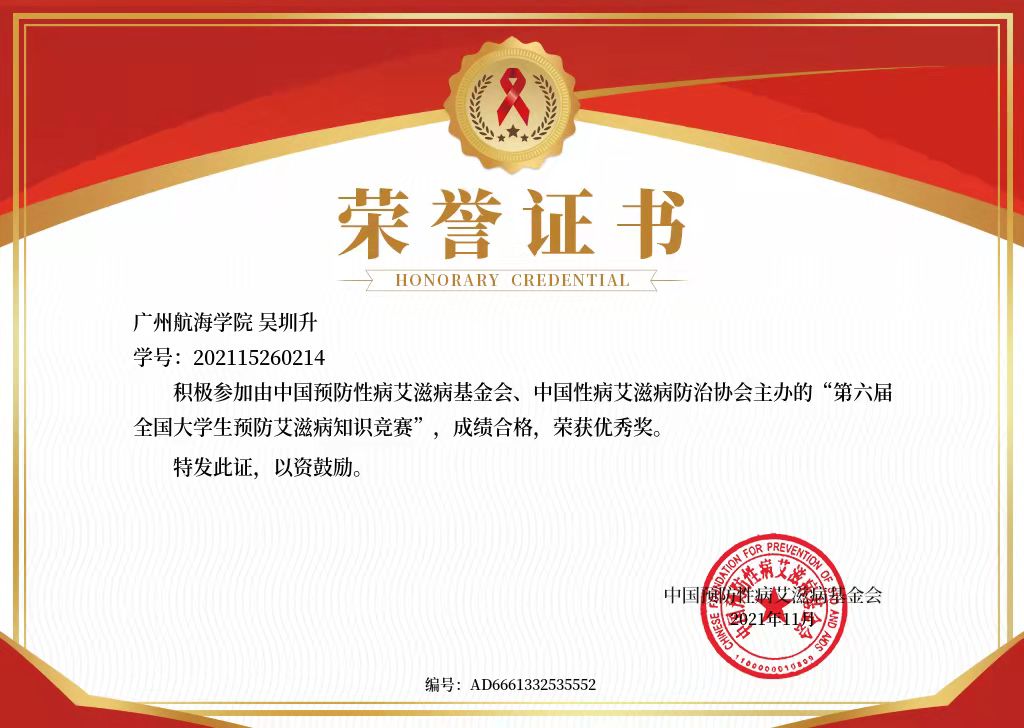 荣誉证书
HONORARY CREDENTIAL
广州航海学院 吴圳升
学号：202115260214
积极参加由中国预防性病艾滋病基金会、中国性病艾滋病防治协会主办的“第六届
全国大学生预防艾滋病知识竞赛”，成绩合格，荣获优秀奖。
特发此证，以资鼓励。
CHINESE FOUNDATION FOR PREVENTION OF STD AND AIDS
中国预防性病艾滋病基金会
中国预防性病艾滋病基金会
2021年11月
编号：AD6661332535552